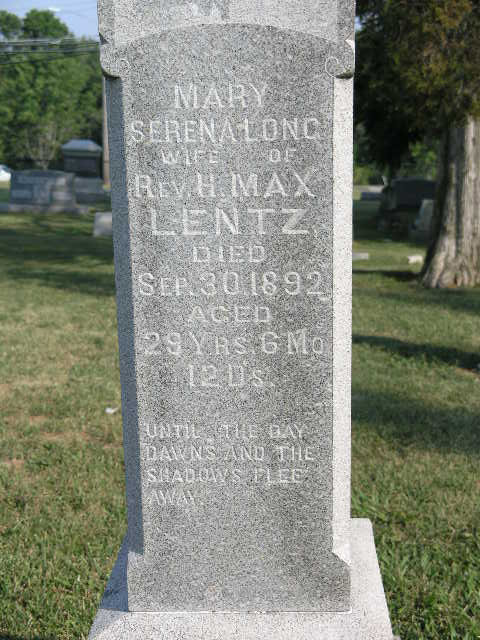 MARY
SERENA LONG
WIFE OF
REV. H. MAX
LENTZ
DIED
SEP. 30, 1892
AGED
29 YRS. 6 MO.
12 DS.
UNTIL THE DAY
DAWNS AND THE
SHADOWS FLEE
AWAY.